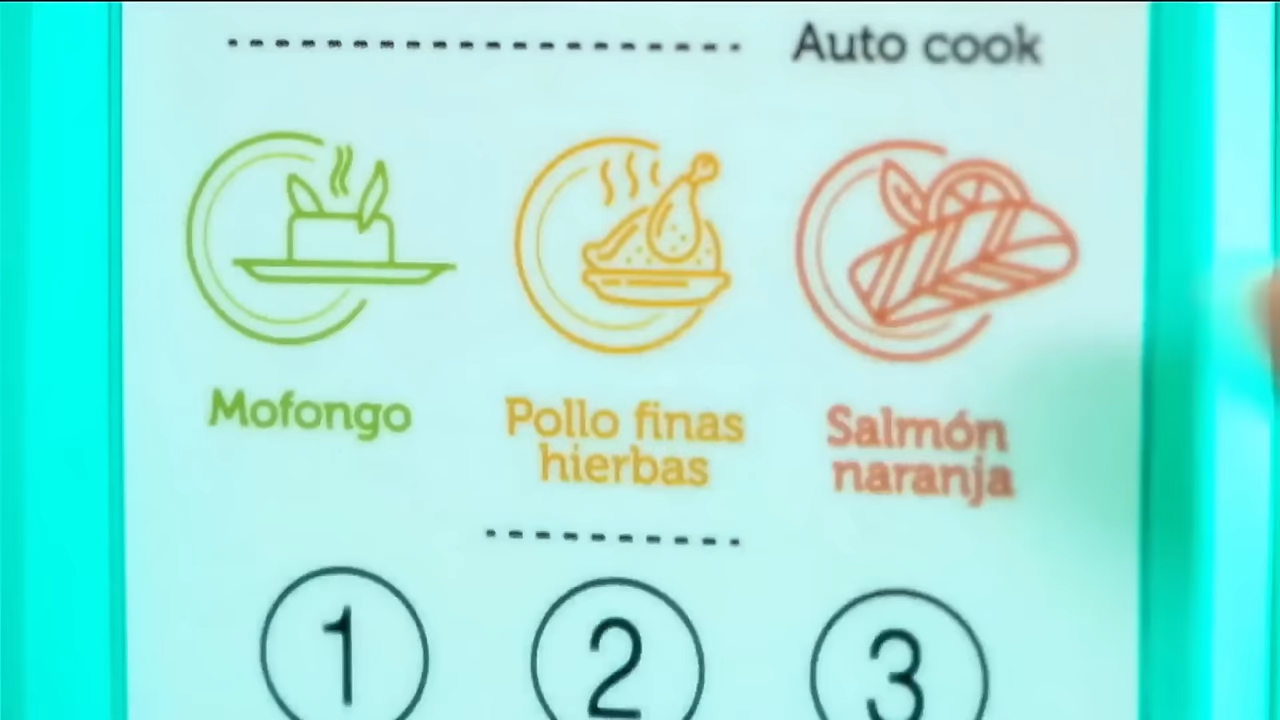 Auto cook
Mofongo
Pollo finas
hierbas
Salmón
naranja
1 2 3